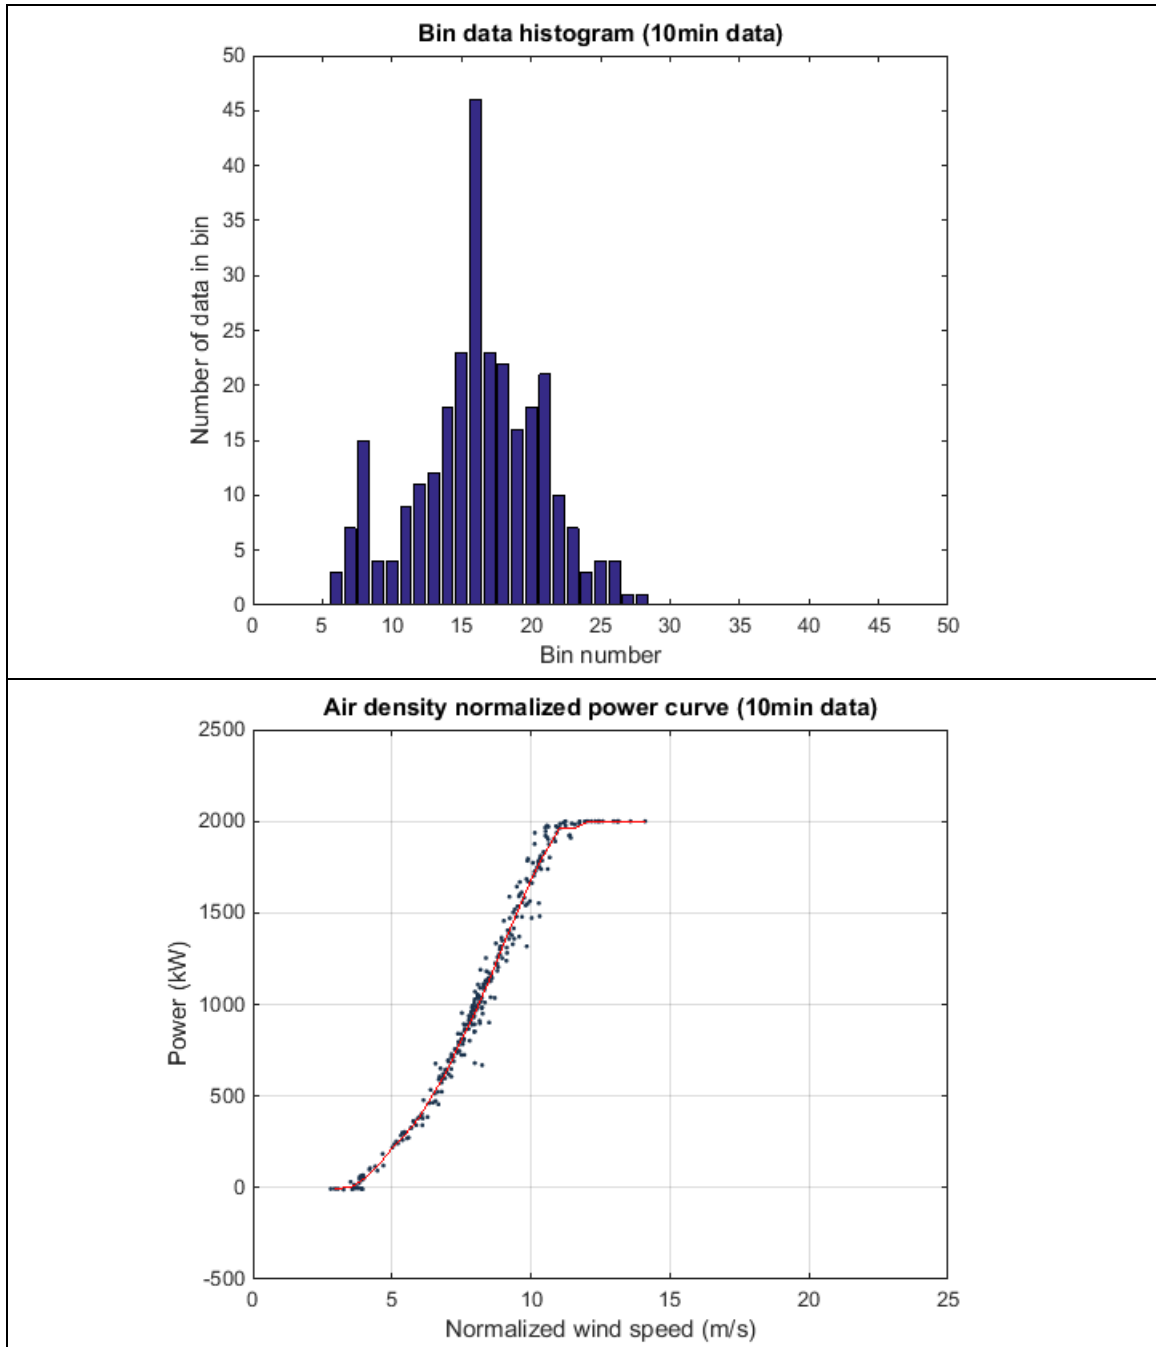 Bin data histogram (10min data)
50
45
40
35
30
25
20
15
10
5
0
Number of data in bin
0 5 10 15 20 25 30 35 40 45 50
Bin number
Air density normalized power curve (10min data)
2500
2000
1500
1000
500
0
-500
Power (kW)
0 5 10 15 20 25
Normalized wind speed (m/s)